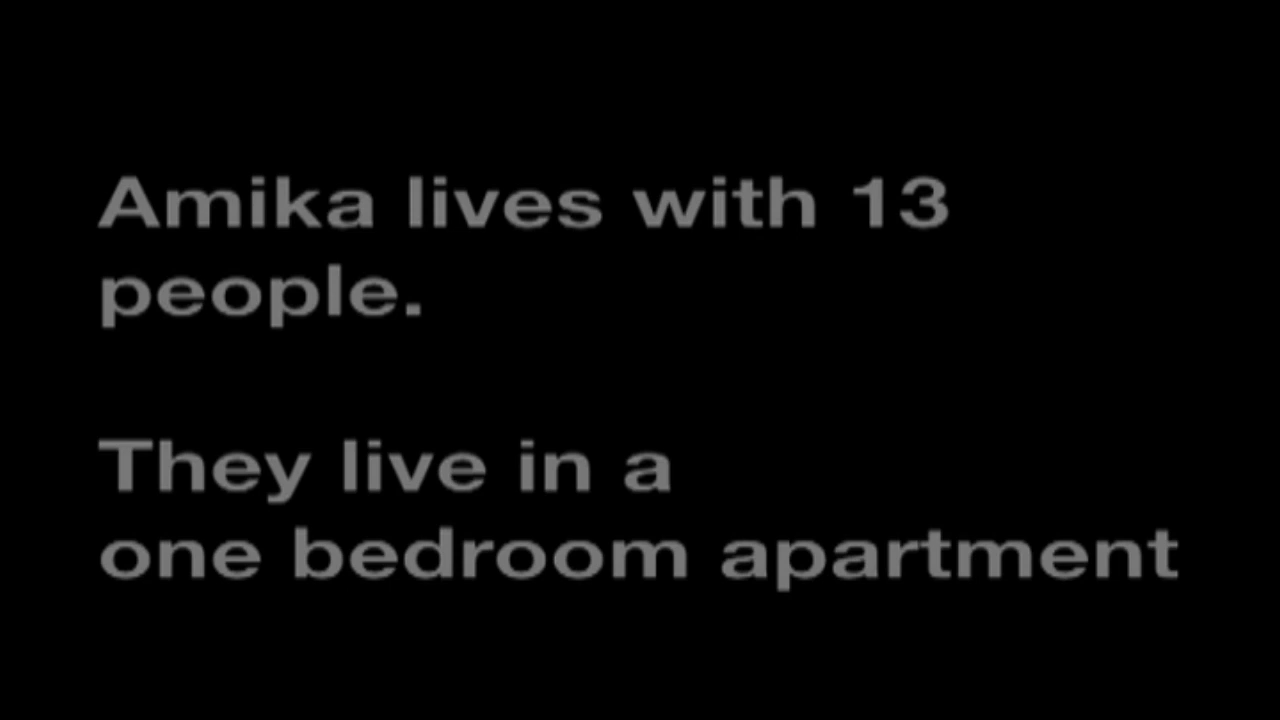 Amika lives with 13
people.
They live in a
one bedroom apartment